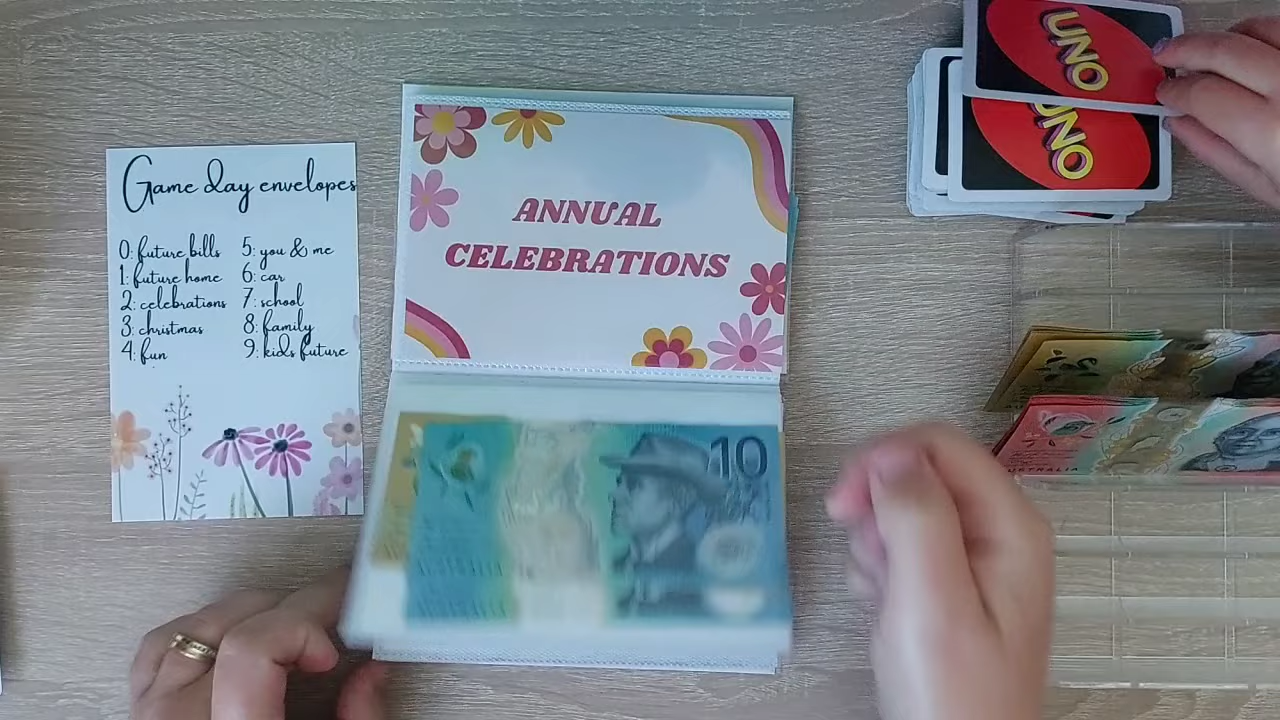 Game day envelopes
0: future bills
1: future home
2: celebrations
3: christmas
4: fun
5: you & me
6: car
7: school
8: family
9: kids future
ANNUAL
CELEBRATIONS
10
UNO
UNO
AUSTRALIA